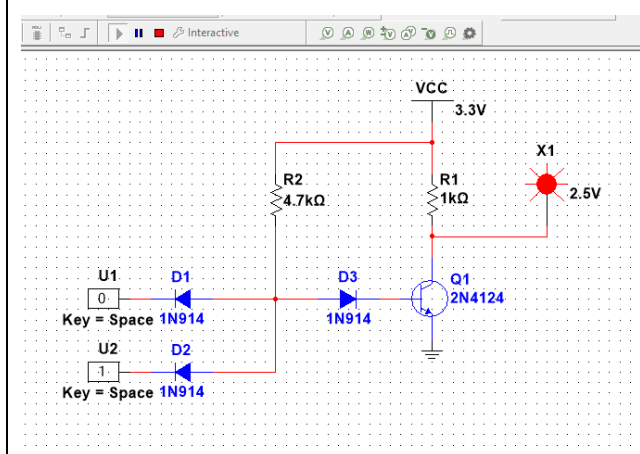 Interactive
VCC
3.3V
X1
R2
4.7kΩ
R1
1kΩ
2.5V
U1
D1
D3
Q1
0
2N4124
Key = Space
1N914
1N914
U2
D2
1
Key = Space
1N914